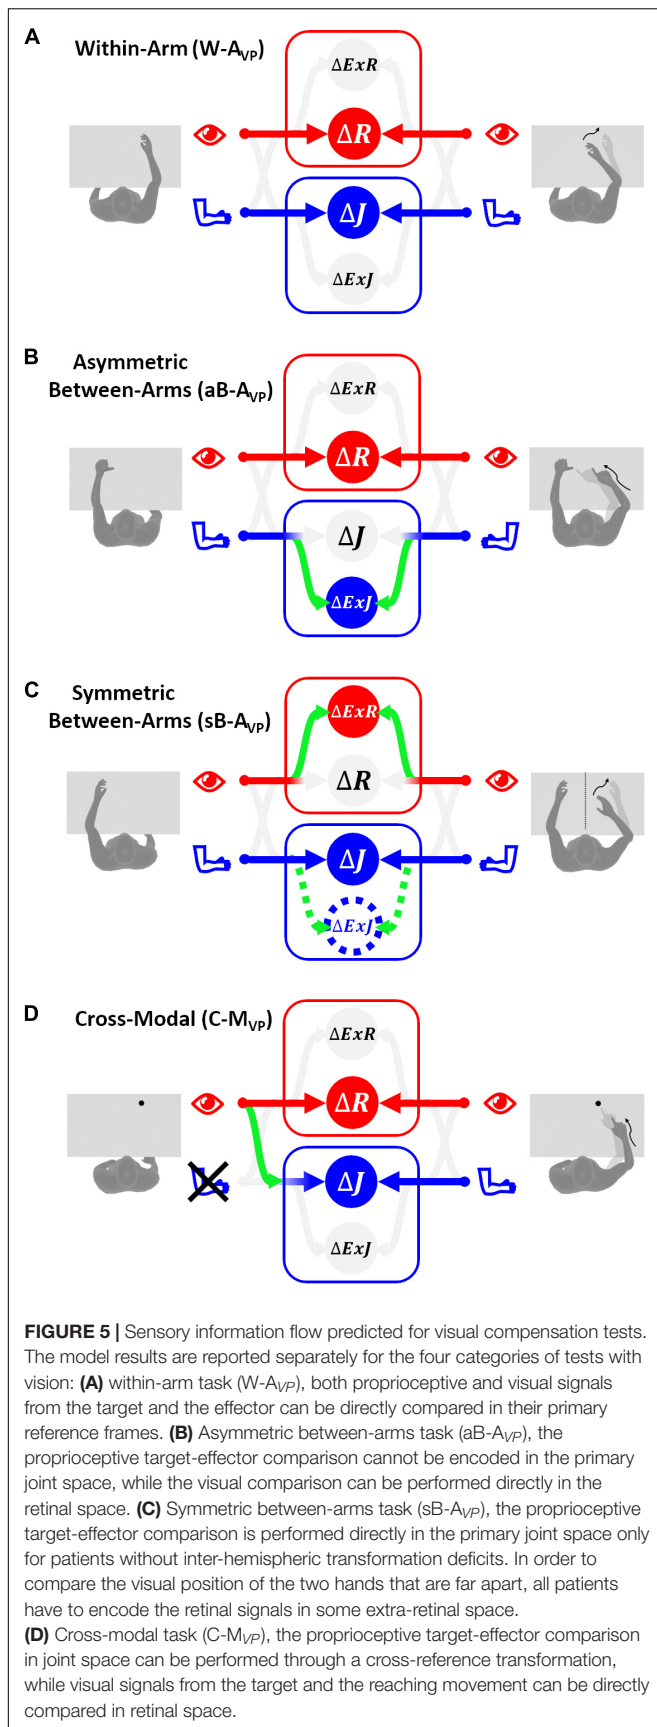 A
Within-Arm (W-AVP)
ΔExR
ΔR
ΔJ
ΔExJ
B
Asymmetric
Between-Arms (aB-AVP)
ΔExR
ΔR
ΔJ
ΔExJ
C
Symmetric
Between-Arms (sB-AVP)
ΔExR
ΔR
ΔJ
ΔExJ
D
Cross-Modal (C-MVP)
ΔExR
ΔR
ΔJ
ΔExJ
FIGURE 5 | Sensory information flow predicted for visual compensation tests.
The model results are reported separately for the four categories of tests with
vision: (A) within-arm task (W-AVP), both proprioceptive and visual signals
from the target and the effector can be directly compared in their primary
reference frames. (B) Asymmetric between-arms task (aB-AVP), the
proprioceptive target-effector comparison cannot be encoded in the primary
joint space, while the visual comparison can be performed directly in the
retinal space. (C) Symmetric between-arms task (sB-AVP), the proprioceptive
target-effector comparison is performed directly in the primary joint space only
for patients without inter-hemispheric transformation deficits. In order to
compare the visual position of the two hands that are far apart, all patients
have to encode the retinal signals in some extra-retinal space.
(D) Cross-modal task (C-MVP), the proprioceptive target-effector comparison
in joint space can be performed through a cross-reference transformation,
while visual signals from the target and the reaching movement can be directly
compared in retinal space.